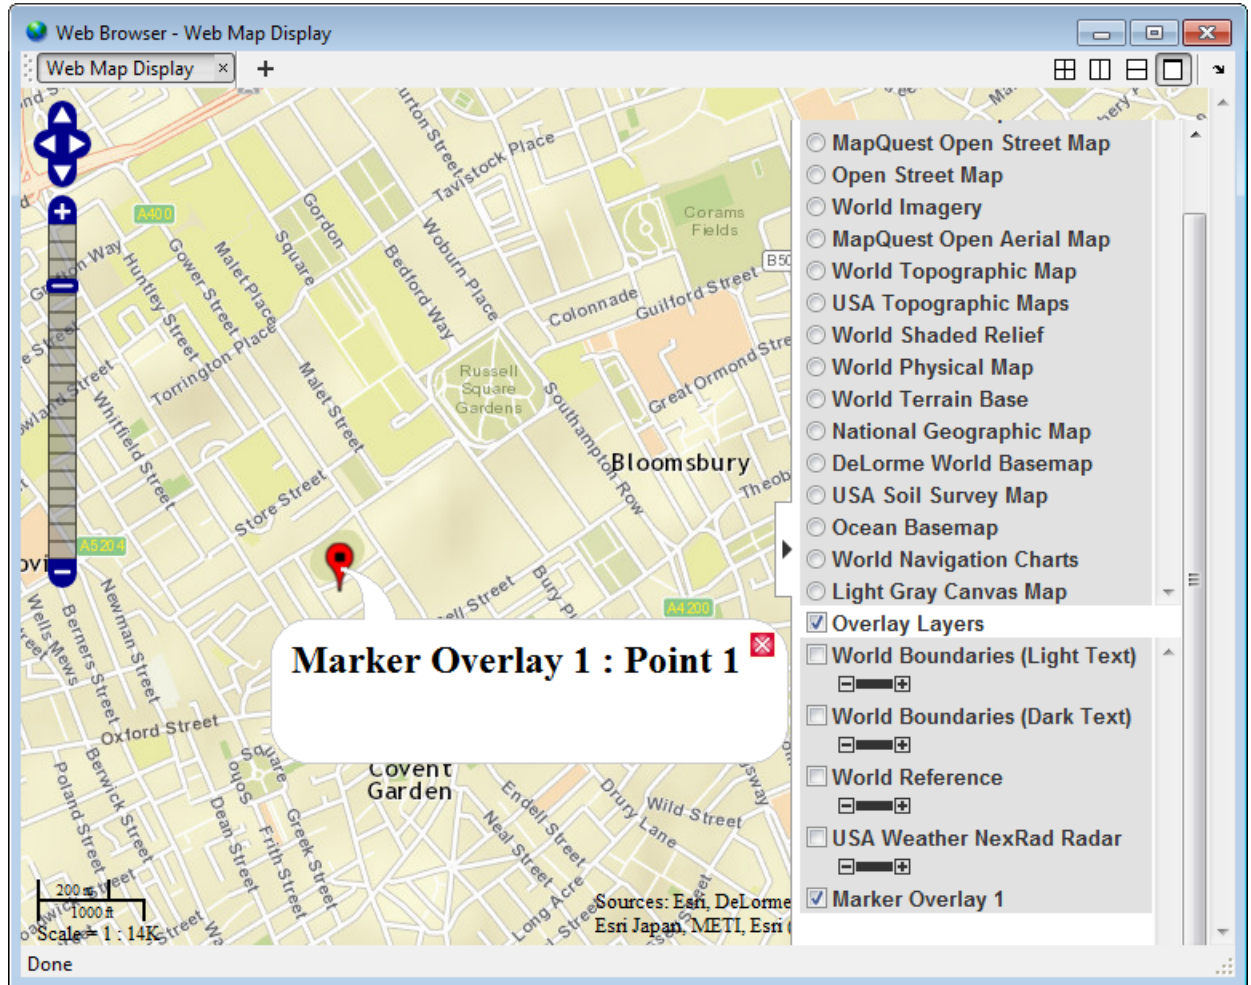 Web Browser - Web Map Display
Web Map Display
Tavistock Place
Corams
Fields
A400
Gordon
Square
Woburn Place
Bedford Way
Malet Place
Gower Street
Huntley Street
Way
Colonnade
Guilford Street
Torrington Place
Malet Street
Russell
Square
Gardens
Great Ormond
Southampton Row
Whitfield Street
Bloomsbury
Store Street
A5204
Bury
Street
A4200
Newman Street
Berners Street
Wells Mews
Marker Overlay 1 : Point 1
Oxford Street
Soho
Square
Covent
Garden
Poland Street
Berwick Street
Dean Street
Frith Street
Greek Street
Endell Street
Neal Street
Drury Lane
Wild Street
Long Acre
200 m
1000 ft
Scale = 1 : 14K
Sources: Esri, DeLorme
Esri Japan, METI, Esri
MapQuest Open Street Map
Open Street Map
World Imagery
MapQuest Open Aerial Map
World Topographic Map
USA Topographic Maps
World Shaded Relief
World Physical Map
World Terrain Base
National Geographic Map
DeLorme World Basemap
USA Soil Survey Map
Ocean Basemap
World Navigation Charts
Light Gray Canvas Map
Overlay Layers
World Boundaries (Light Text)
World Boundaries (Dark Text)
World Reference
USA Weather NexRad Radar
Marker Overlay 1
Done